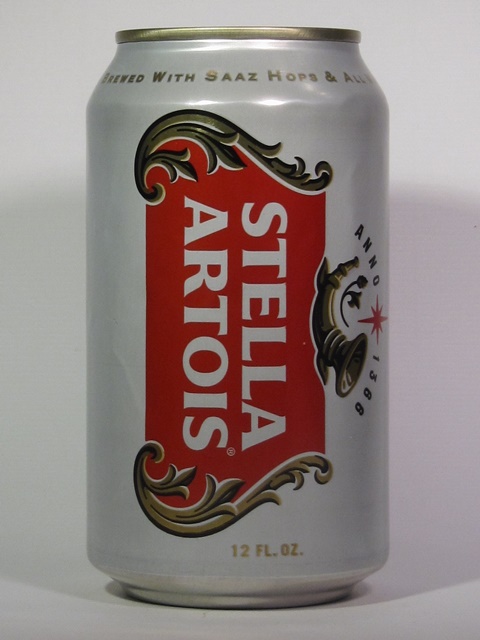 BREWED WITH SAAZ HOPS & ALL
STELLA
ARTOIS®
ANNO 1366
12 FL. OZ.